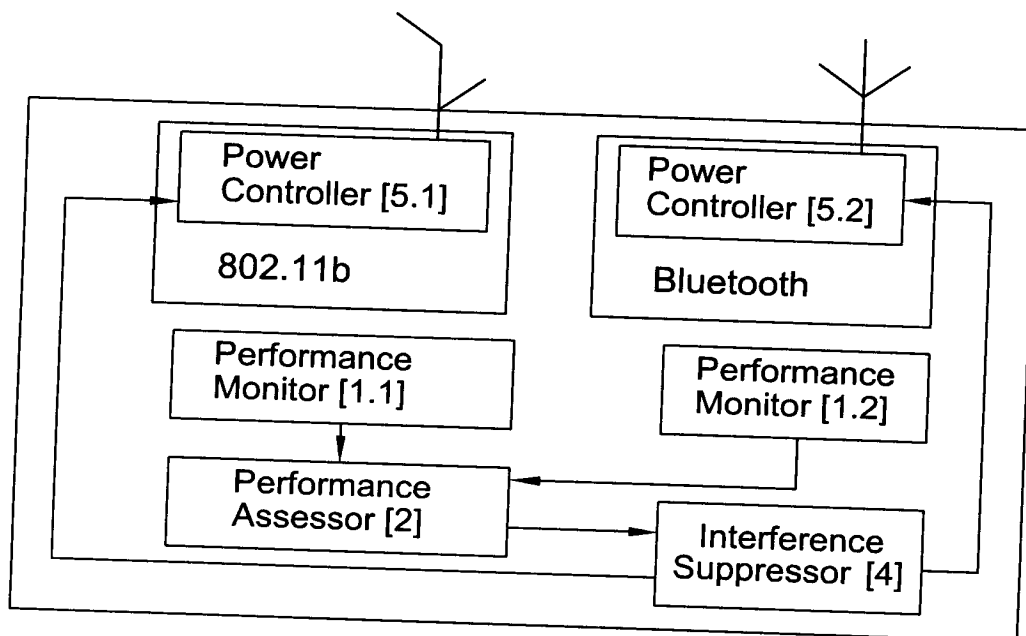 Power
Controller [5.1]
802.11b
Power
Controller [5.2]
Bluetooth
Performance
Monitor [1.1]
Performance
Monitor [1.2]
Performance
Assessor [2]
Interference
Suppressor [4]